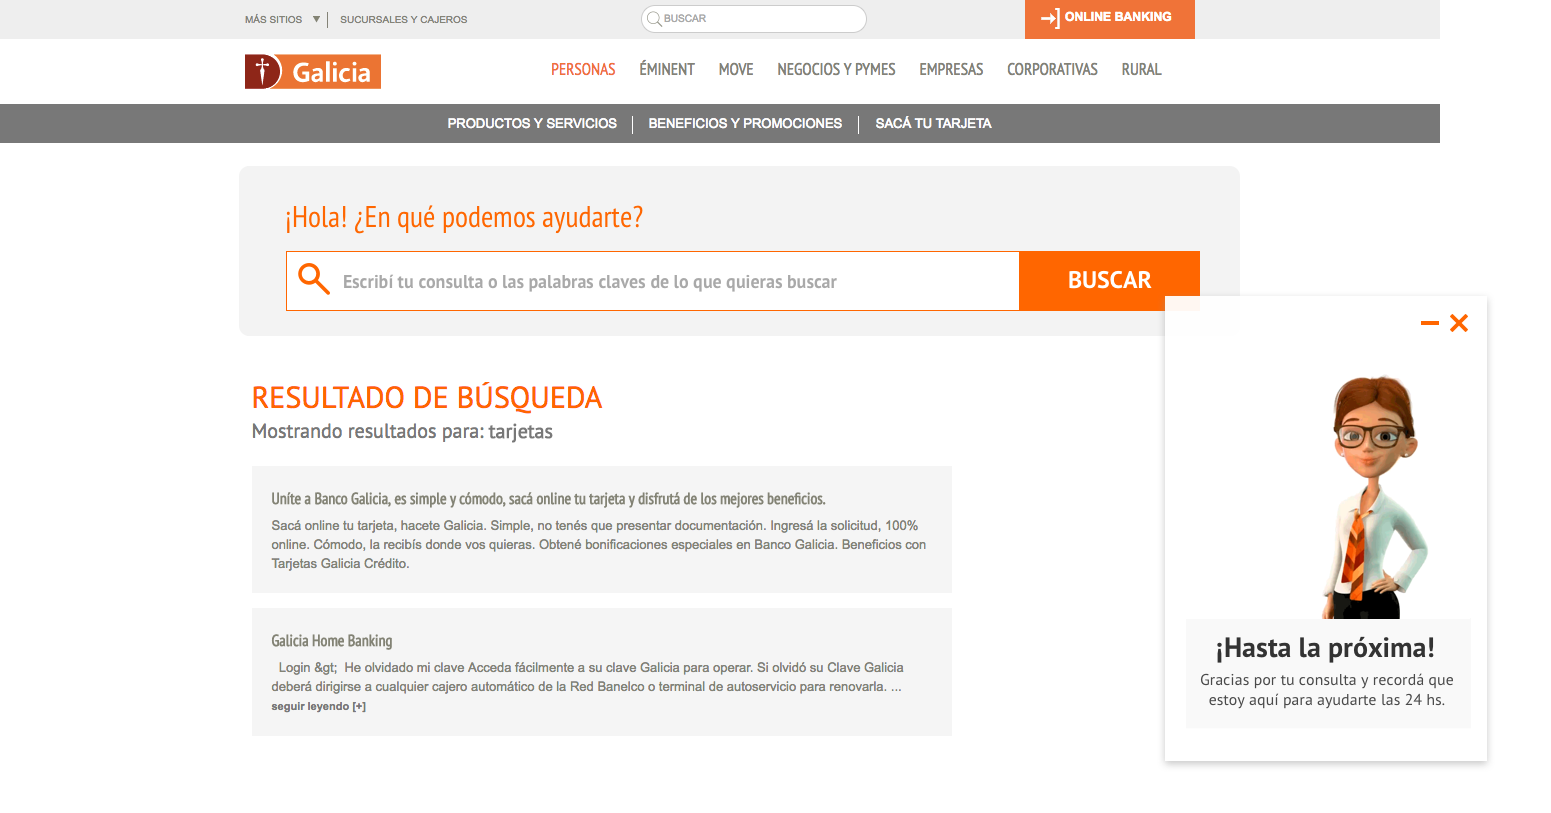 MÁS SITIOS ▼ | SUCURSALES Y CAJEROS
BUSCAR
ONLINE BANKING
Galicia
PERSONAS ÉMINENT MOVE NEGOCIOS Y PYMES EMPRESAS CORPORATIVAS RURAL
PRODUCTOS Y SERVICIOS | BENEFICIOS Y PROMOCIONES | SACÁ TU TARJETA
¡Hola! ¿En qué podemos ayudarte?
Escribí tu consulta o las palabras claves de lo que quieras buscar
BUSCAR
RESULTADO DE BÚSQUEDA
Mostrando resultados para: tarjetas
Uníte a Banco Galicia, es simple y cómodo, sacá online tu tarjeta y disfrutá de los mejores beneficios.
Sacá online tu tarjeta, hacete Galicia. Simple, no tenés que presentar documentación. Ingresá la solicitud, 100%
online. Cómodo, la recibís donde vos quieras. Obtené bonificaciones especiales en Banco Galicia. Beneficios con
Tarjetas Galicia Crédito.
Galicia Home Banking
Login &gt; He olvidado mi clave Acceda fácilmente a su clave Galicia para operar. Si olvidó su Clave Galicia
deberá dirigirse a cualquier cajero automático de la Red Banelco o terminal de autoservicio para renovarla. ...
seguir leyendo [+]
¡Hasta la próxima!
Gracias por tu consulta y recordá que
estoy aquí para ayudarte las 24 hs.